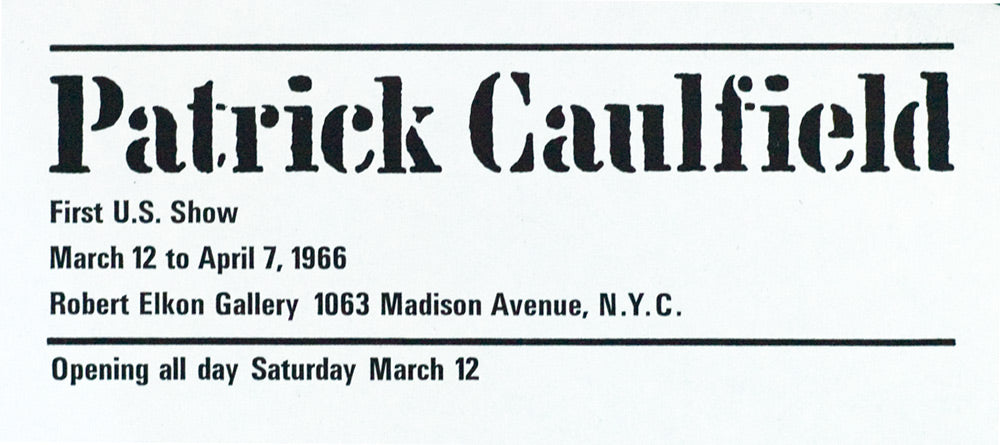 Patrick Caulfield
First U.S. Show
March 12 to April 7, 1966
Robert Elkon Gallery 1063 Madison Avenue, N.Y.C.
Opening all day Saturday March 12